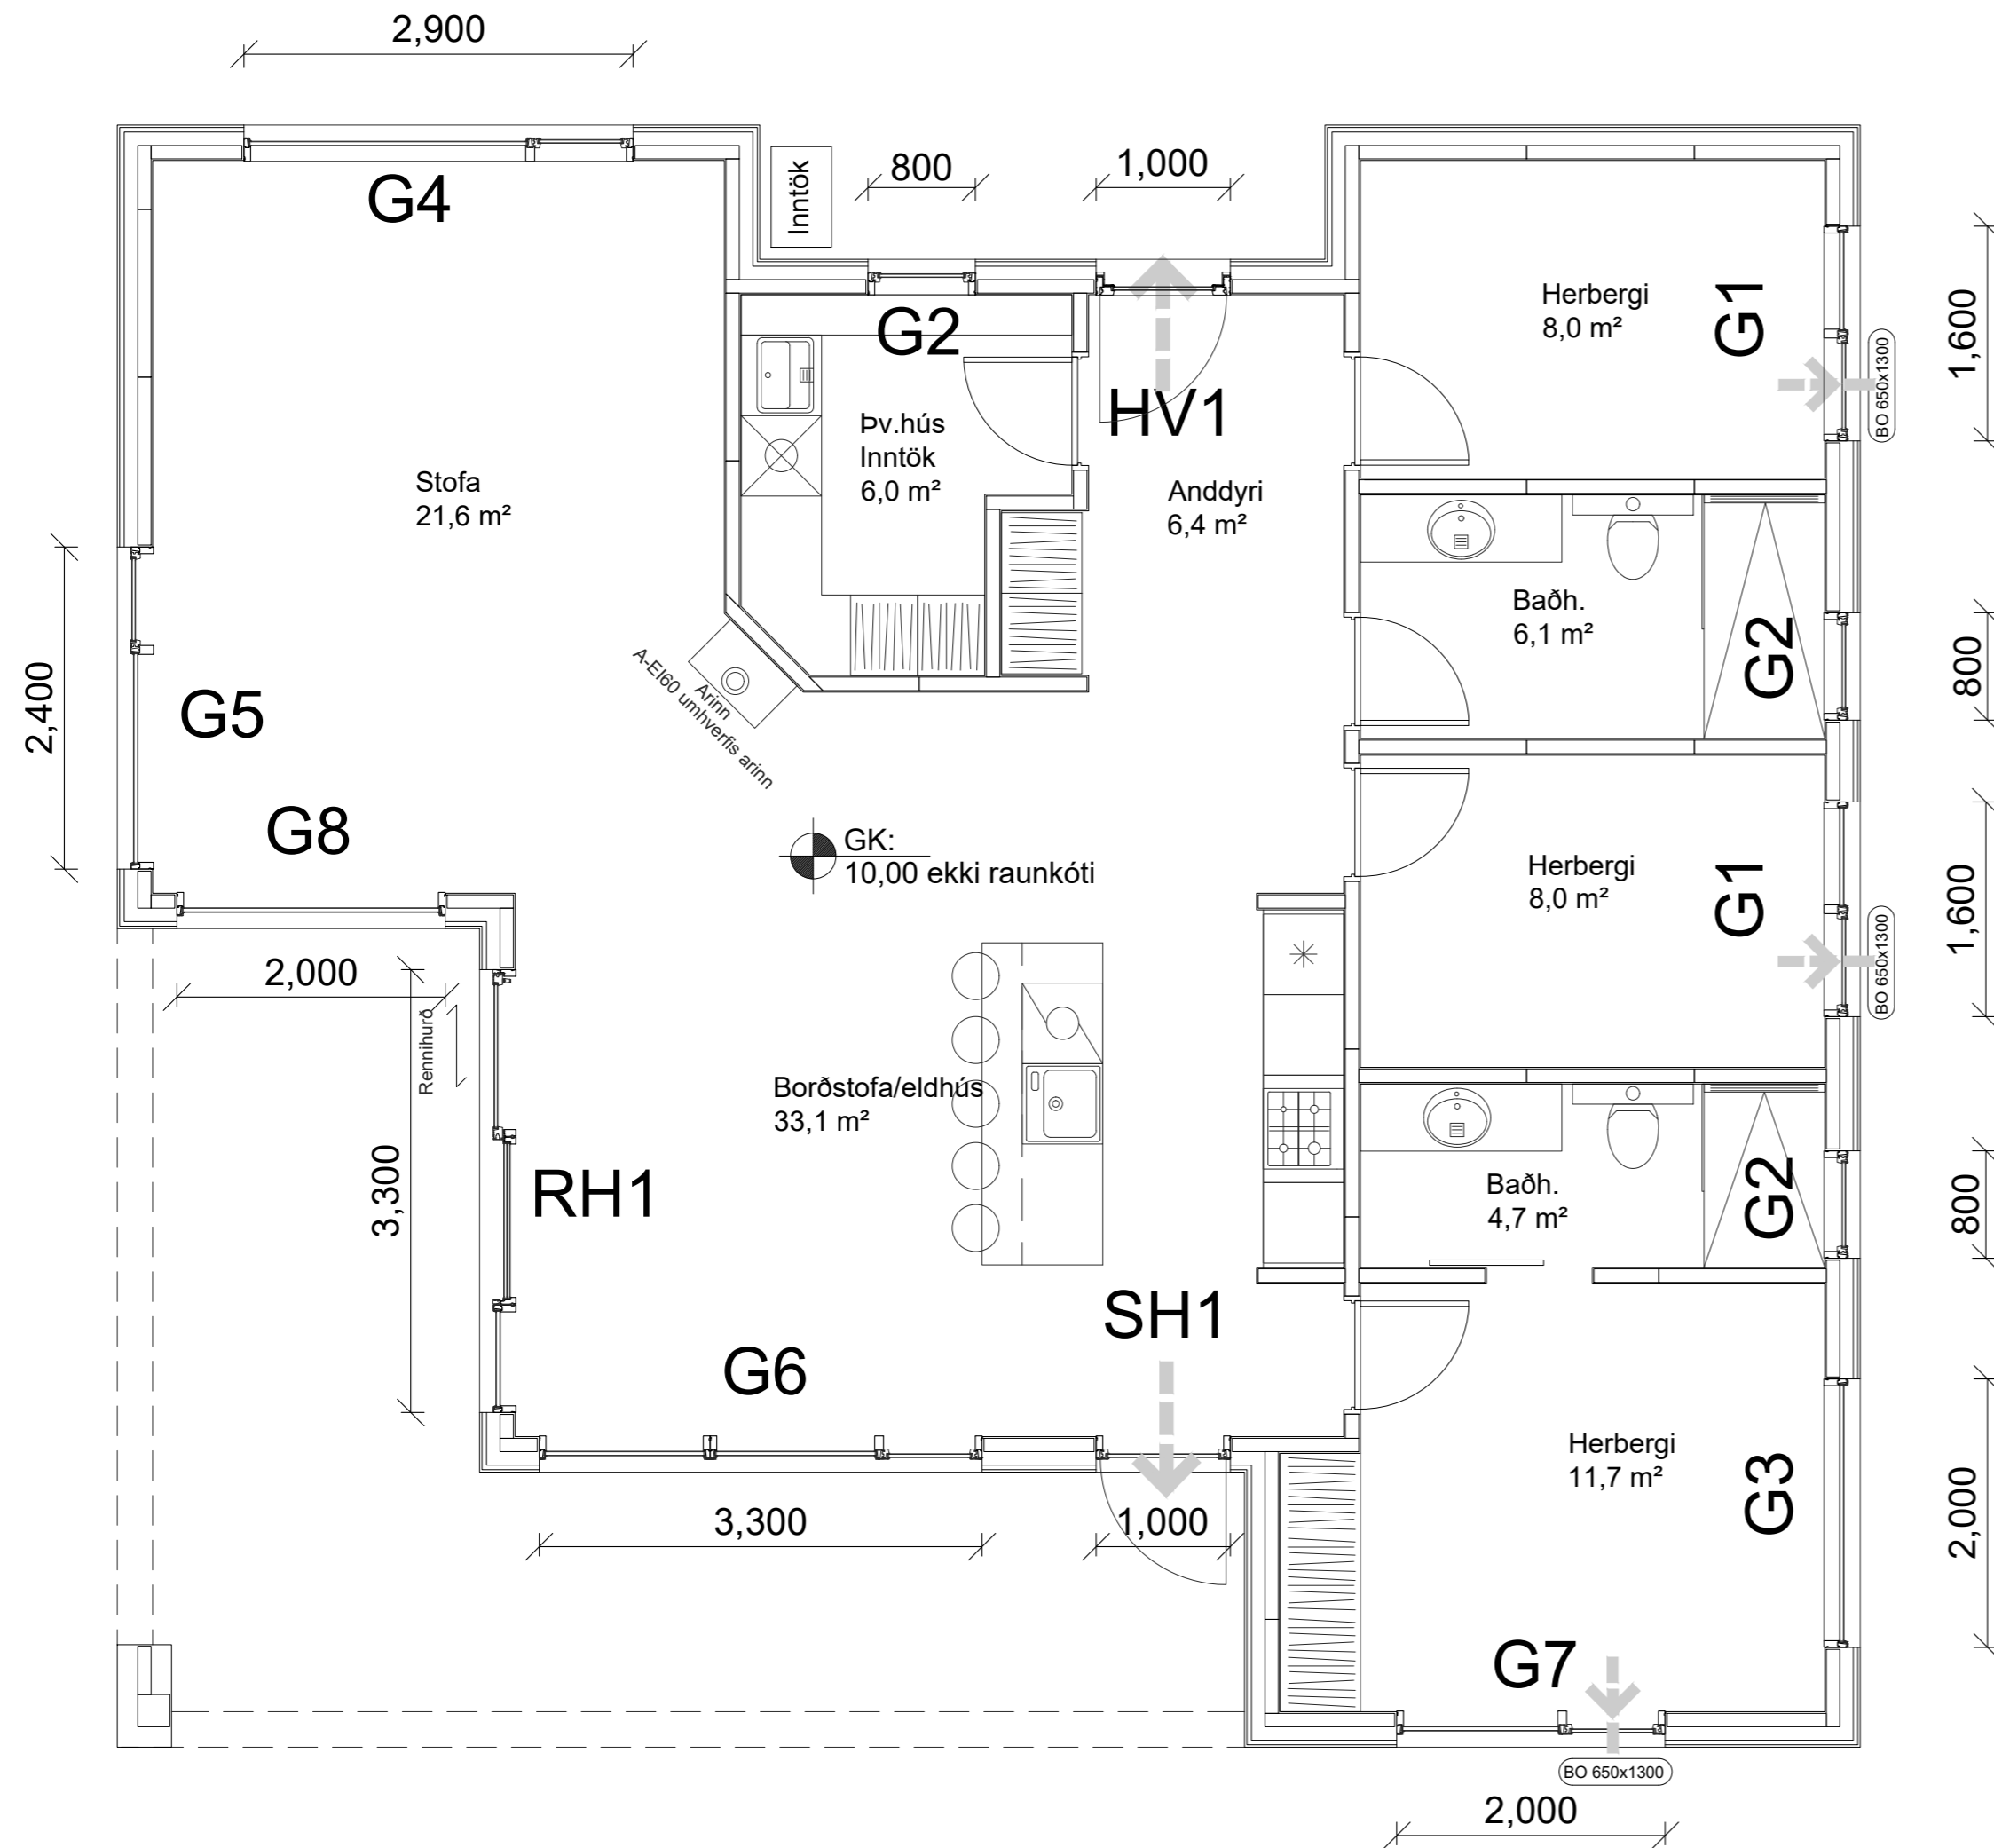 2,900
G4
Inntök
800
1,000
G2
HV1
Herbergi
8,0 m²
G1
1,600
BO 650x1300
Stofa
21,6 m²
Þv.hús
Inntök
6,0 m²
Anddyri
6,4 m²
Baðh.
6,1 m²
G2
800
2,400
G5
G8
Arinn
A-EI60 umhverfis arinn
GK:
10,00 ekki raunkóti
Herbergi
8,0 m²
G1
1,600
BO 650x1300
2,000
Rennihurð
3,300
RH1
Borðstofa/eldhús
33,1 m²
Baðh.
4,7 m²
G2
800
SH1
G6
3,300
1,000
Herbergi
11,7 m²
G3
2,000
G7
BO 650x1300
2,000